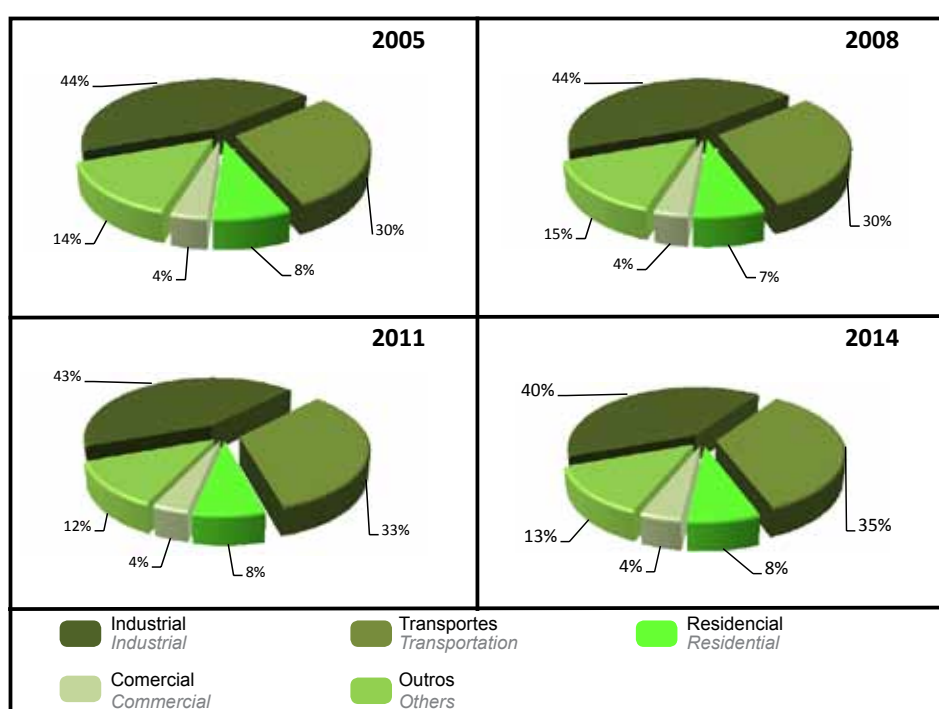 2005
44%
30%
14%
4%
8%
2008
44%
30%
15%
4%
7%
2011
43%
33%
12%
4%
8%
2014
40%
35%
13%
4%
8%
Industrial
Industrial
Transportes
Transportation
Residencial
Residential
Comercial
Commercial
Outros
Others